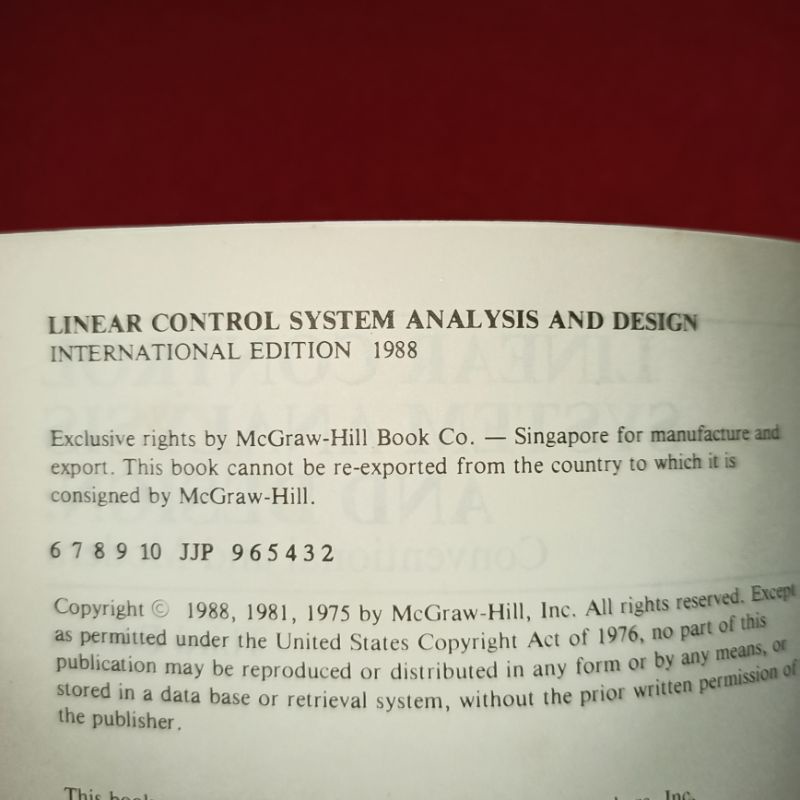 LINEAR CONTROL SYSTEM ANALYSIS AND DESIGN
INTERNATIONAL EDITION 1988
Exclusive rights by McGraw-Hill Book Co. — Singapore for manufacture and
export. This book cannot be re-exported from the country to which it is
consigned by McGraw-Hill.
6 7 8 9 10 JJP 9 6 5 4 3 2
Copyright © 1988, 1981, 1975 by McGraw-Hill, Inc. All rights reserved. Except
as permitted under the United States Copyright Act of 1976, no part of this
publication may be reproduced or distributed in any form or by any means, or
stored in a data base or retrieval system, without the prior written permission of
the publisher.
This book Inc.